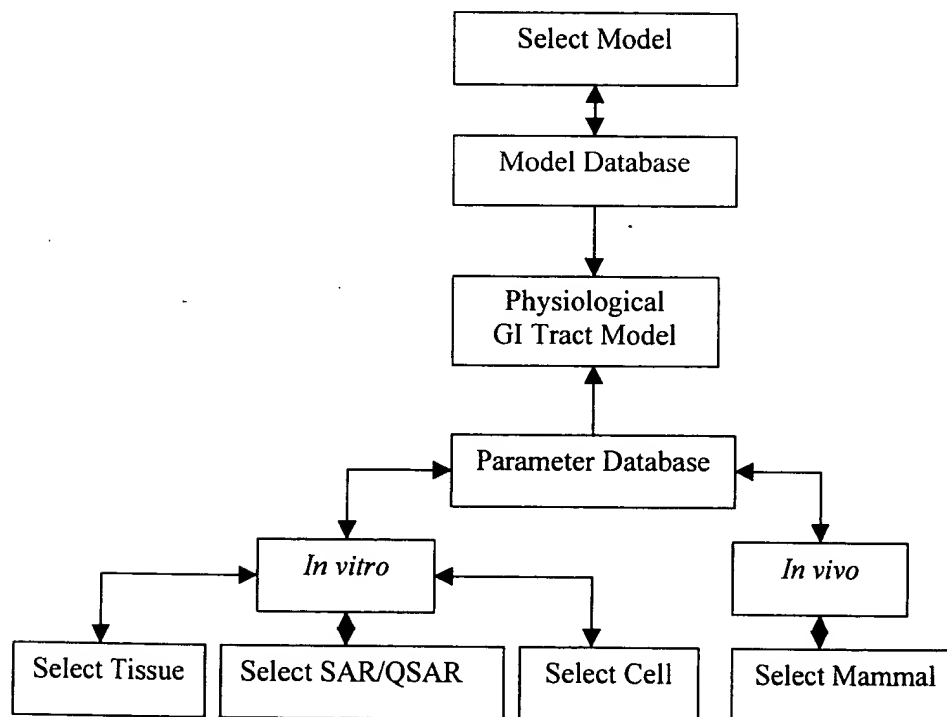 Select Model
Model Database
Physiological
GI Tract Model
Parameter Database
In vitro
In vivo
Select Tissue
Select SAR/QSAR
Select Cell
Select Mammal